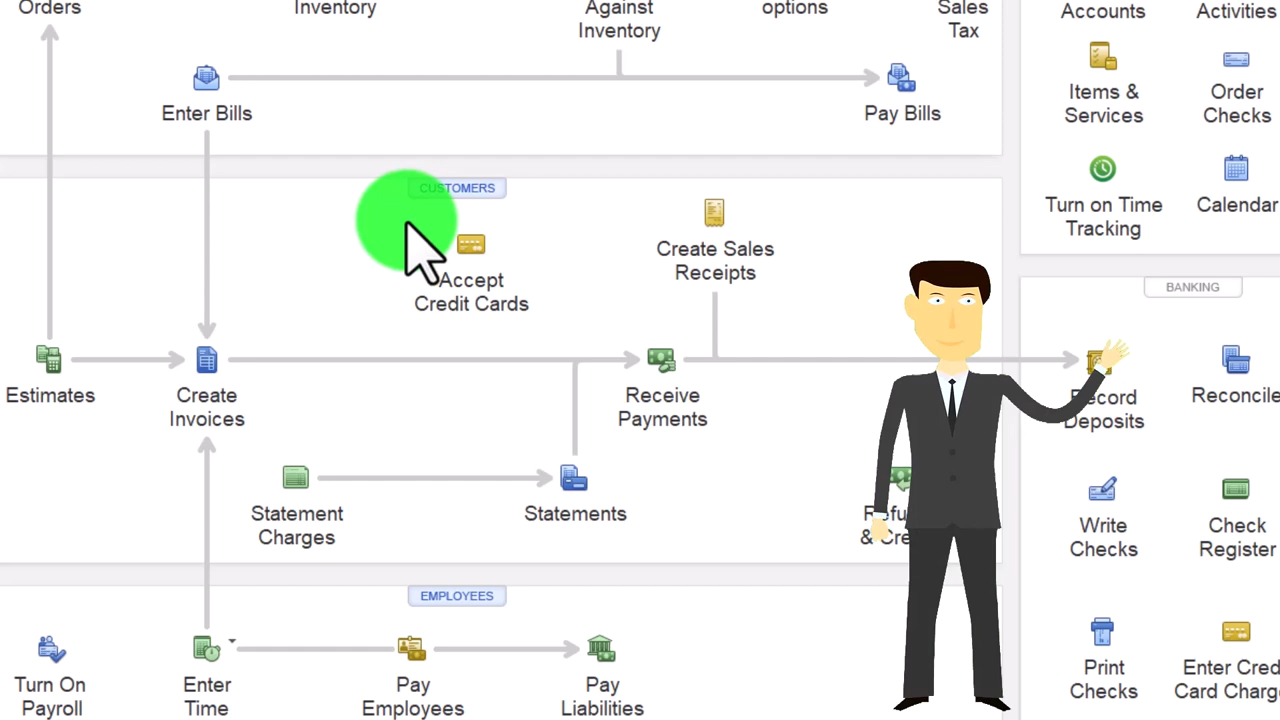 Orders
Inventory
Against
Inventory
options
Sales
Tax
Accounts
Activities
Enter Bills
Pay Bills
Items &
Services
Order
Checks
CUSTOMERS
Turn on Time
Tracking
Calendar
Accept
Credit Cards
Create Sales
Receipts
BANKING
Estimates
Create
Invoices
Receive
Payments
Record
Deposits
Reconcile
Statement
Charges
Statements
Write
Checks
Check
Register
EMPLOYEES
Turn On
Payroll
Enter
Time
Pay
Employees
Pay
Liabilities
Print
Checks
Enter
Card